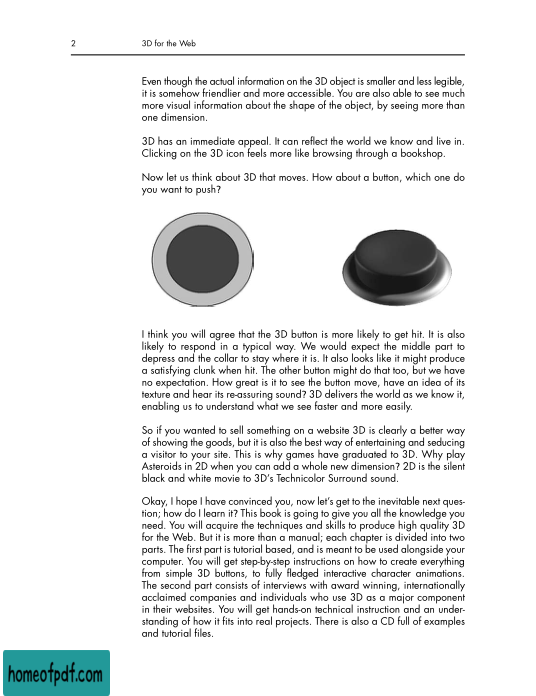 2
3D for the Web
Even though the actual information on the 3D object is smaller and less legible,
it is somehow friendlier and more accessible. You are also able to see much
more visual information about the shape of the object, by seeing more than
one dimension.
3D has an immediate appeal. It can reflect the world we know and live in.
Clicking on the 3D icon feels more like browsing through a bookshop.
Now let us think about 3D that moves. How about a button, which one do
you want to push?
I think you will agree that the 3D button is more likely to get hit. It is also
likely to respond in a typical way. We would expect the middle part to
depress and the collar to stay where it is. It also looks like it might produce
a satisfying clunk when hit. The other button might do that too, but we have
no expectation. How great is it to see the button move, have an idea of its
texture and hear its re-assuring sound? 3D delivers the world as we know it,
enabling us to understand what we see faster and more easily.
So if you wanted to sell something on a website 3D is clearly a better way
of showing the goods, but it is also the best way of entertaining and seducing
a visitor to your site. This is why games have graduated to 3D. Why play
Asteroids in 2D when you can add a whole new dimension? 2D is the silent
black and white movie to 3D's Technicolor Surround sound.
Okay, I hope I have convinced you, now let's get to the inevitable next ques-
tion; how do I learn it? This book is going to give you all the knowledge you
need. You will acquire the techniques and skills to produce high quality 3D
for the Web. But it is more than a manual; each chapter is divided into two
parts. The first part is tutorial based, and is meant to be used alongside your
computer. You will get step-by-step instructions on how to create everything
from simple 3D buttons, to fully fledged interactive character animations.
The second part consists of interviews with award winning, internationally
acclaimed companies and individuals who use 3D as a major component
in their websites. You will get hands-on technical instruction and an under-
standing of how it fits into real projects. There is also a CD full of examples
and tutorial files.
homeofpdf.com